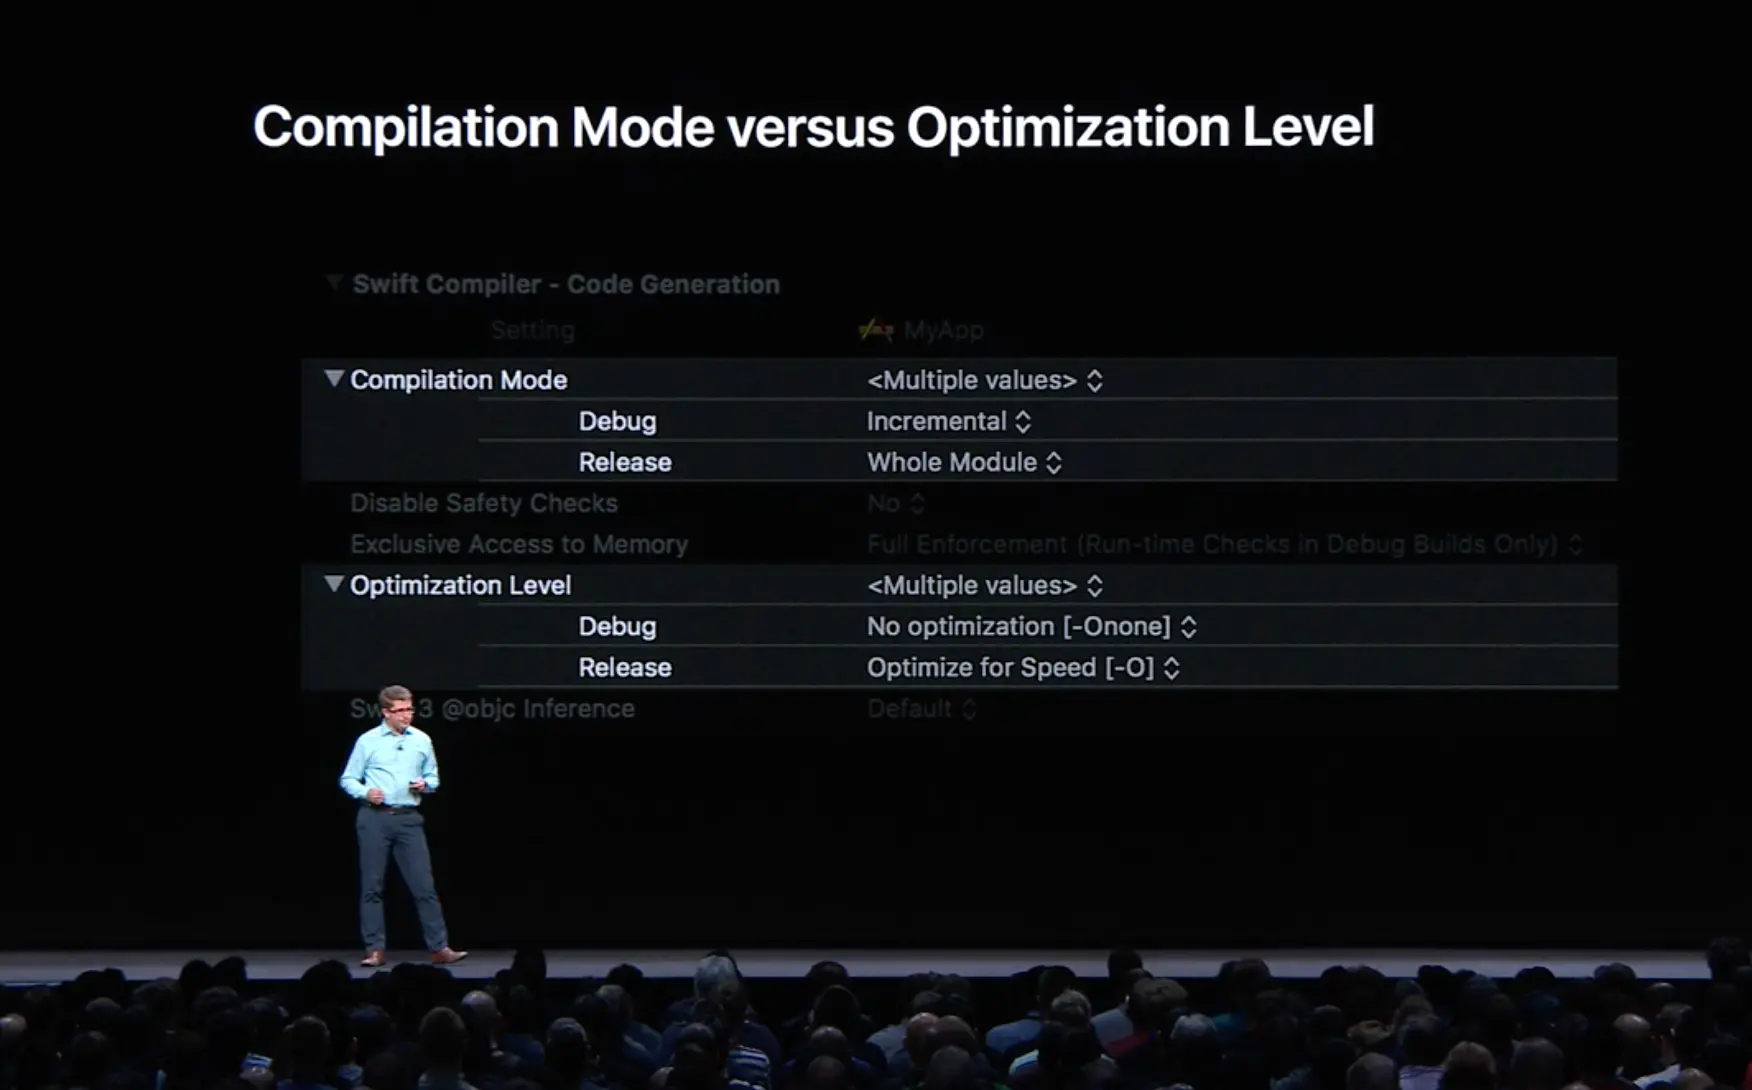 Compilation Mode versus Optimization Level
Swift Compiler - Code Generation
Setting MyApp
Compilation Mode <Multiple values>
Debug Incremental
Release Whole Module
Disable Safety Checks No
Exclusive Access to Memory Full Enforcement (Run-time Checks in Debug Builds Only)
Optimization Level <Multiple values>
Debug No optimization [-Onone]
Release Optimize for Speed [-O]
3 @objc Inference Default